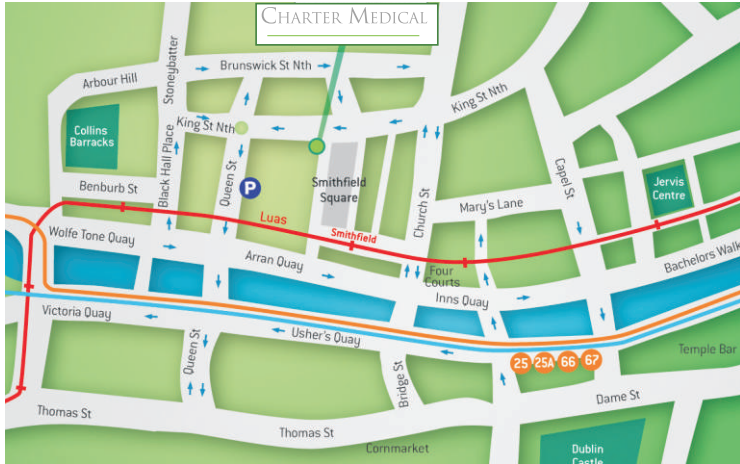 CHARTER MEDICAL
Stoneybatter
Brunswick St Nth
Arbour Hill
King St Nth
King St Nth
Collins
Barracks
Black Hall Place
Queen St
P
Smithfield
Square
Church St
Capel St
Jervis
Centre
Benburb St
Mary's Lane
Luas
Smithfield
Wolfe Tone Quay
Arran Quay
Four
Courts
Bachelors Walk
Inns Quay
Victoria Quay
Usher's Quay
Queen St
Bridge St
25
25A
66
67
Temple Bar
Thomas St
Thomas St
Dame St
Cornmarket
Dublin
Castle